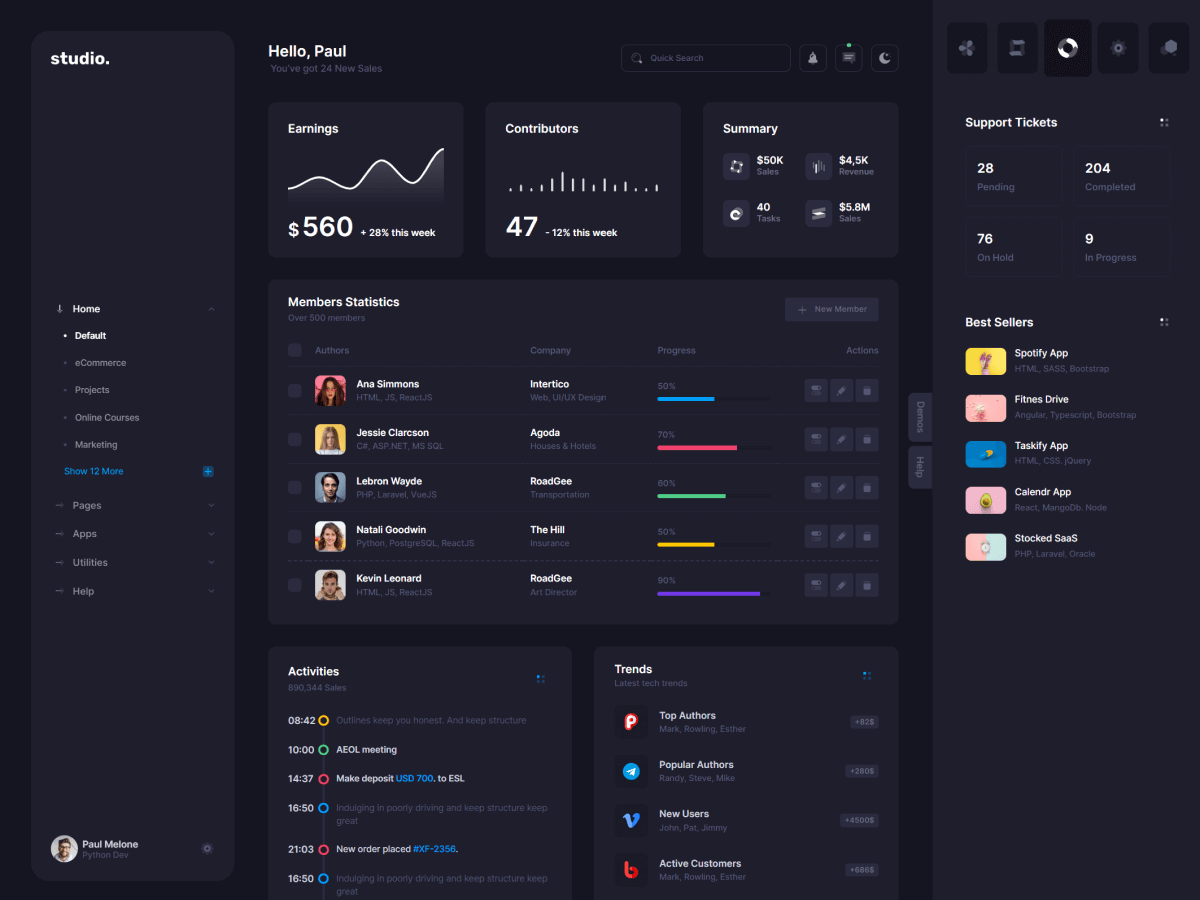 studio.
Home
Default
eCommerce
Projects
Online Courses
Marketing
Show 12 More
Pages
Apps
Utilities
Help
Paul Melone
Python Dev
Hello, Paul
You've got 24 New Sales
Quick Search
Earnings
$ 560 + 28% this week
Contributors
47 - 12% this week
Summary
$50K
Sales
$4,5K
Revenue
40
Tasks
$5.8M
Sales
Members Statistics
Over 500 members
New Member
Authors Company Progress Actions
Ana Simmons Intertico 50%
HTML, JS, ReactJS Web, UI/UX Design
Jessie Clarcson Agoda 70%
C#, ASP.NET, MS SQL Houses & Hotels
Lebron Wayde RoadGee 60%
PHP, Laravel, VueJS Transportation
Natali Goodwin The Hill 50%
Python, PostgreSQL, ReactJS Insurance
Kevin Leonard RoadGee 90%
HTML, JS, ReactJS Art Director
Activities
890,344 Sales
08:42 Outlines keep you honest. And keep structure
10:00 AEOL meeting
14:37 Make deposit USD 700. to ESL
16:50 Indulging in poorly driving and keep structure keep
great
21:03 New order placed #XF-2356.
16:50 Indulging in poorly driving and keep structure keep
great
Trends
Latest tech trends
Top Authors
Mark, Rowling, Esther
+82$
Popular Authors
Randy, Steve, Mike
+280$
New Users
John, Pat, Jimmy
+4500$
Active Customers
Mark, Rowling, Esther
+686$
Demos
Help
Support Tickets
28
Pending
204
Completed
76
On Hold
9
In Progress
Best Sellers
Spotify App
HTML, SASS, Bootstrap
Fitnes Drive
Angular, Typescript, Bootstrap
Taskify App
HTML, CSS. jQuery
Calendr App
React, MangoDb. Node
Stocked SaaS
PHP, Laravel, Oracle